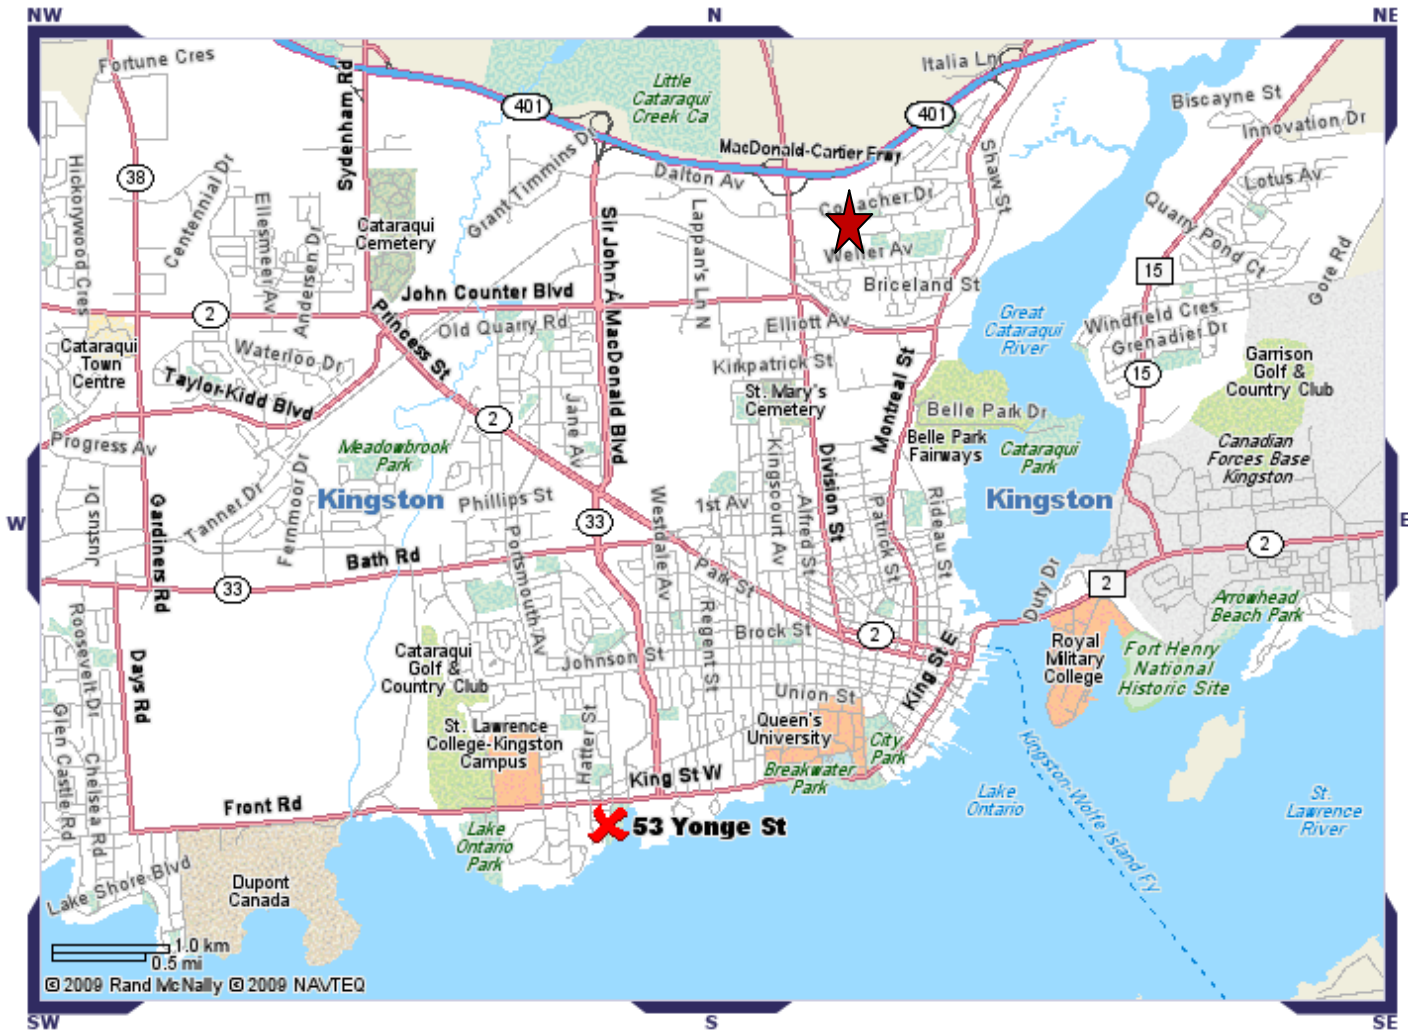 NW
N
NE
Fortune Cres
Sydenham Rd
401
Little
Cataraqui
Creek Ca
Italia Ln
401
Biscayne St
Innovation Dr
MacDonald-Cartier Frwy
38
Hickorywood Cres
Centennial Dr
Ellesmeer Av
Andersen Dr
Cataraqui
Cemetery
Grant Timmins Dr
Dalton Av
Lappan's Ln N
Shaw St
Lotus Av
Quarry Pond Ct
Gore Rd
Weller Av
Briceland St
15
John Counter Blvd
Sir John A MacDonald Blvd
2
Princess St
Old Quarry Rd
Elliott Av
Great
Cataraqui
River
Windfield Cres
Grenadier Dr
Cataraqui
Town
Centre
Waterloo Dr
Taylor-Kidd Blvd
Kirkpatrick St
Montreal St
15
Garrison
Golf &
Country Club
St. Mary's
Cemetery
2
Jane Av
Belle Park Dr
Belle Park
Fairways
Cataraqui
Park
Progress Av
Meadowbrook
Park
Canadian
Forces Base
Kingston
Kingston
Kingston
Justus Dr
Gardiners Rd
Tanner Dr
Fernmoor Dr
Phillips St
Portsmouth Av
33
Westdale Av
1st Av
Kingscourt Av
Alfred St
Division St
Patrick St
Rideau St
W
E
2
Bath Rd
33
Park St
Regent St
Duty Dr
2
Arrowhead
Beach Park
Roosevelt Dr
Days Rd
Brock St
2
Johnson St
King St E
Royal
Military
College
Fort Henry
National
Historic Site
Cataraqui
Golf &
Country Club
Union St
Glen Castle Rd
Chelsea Rd
St. Lawrence
College-Kingston
Campus
Hatter St
Queen's
University
City
Park
Breakwater
Park
King St W
Front Rd
Kingston-Wolfe Island Fy
Lake
Ontario
St.
Lawrence
River
53 Yonge St
Lake
Ontario
Park
Lake Shore Blvd
Dupont
Canada
1.0 km
0.5 mi
© 2009 Rand McNally © 2009 NAVTEQ
SW
S
SE